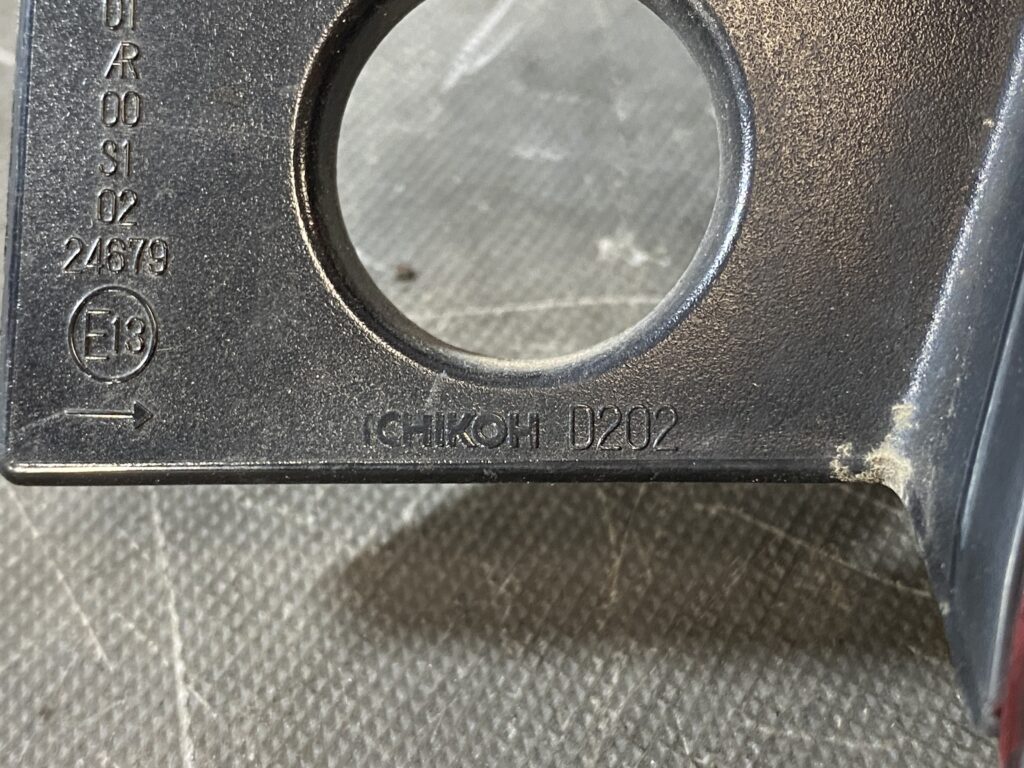 01
AR
00
S1
02
24679
E13
→
ICHIKOH D202